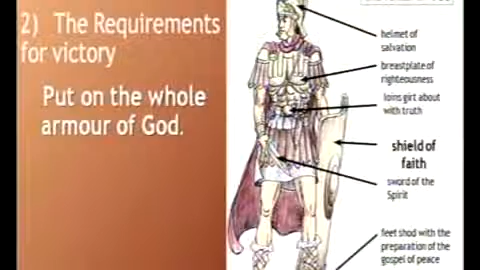 2) The Requirements
for victory
Put on the whole
armour of God.
helmet of
salvation
breastplate of
righteousness
loins girt about
with truth
shield of
faith
sword of the
Spirit
feet shod with the
preparation of the
gospel of peace